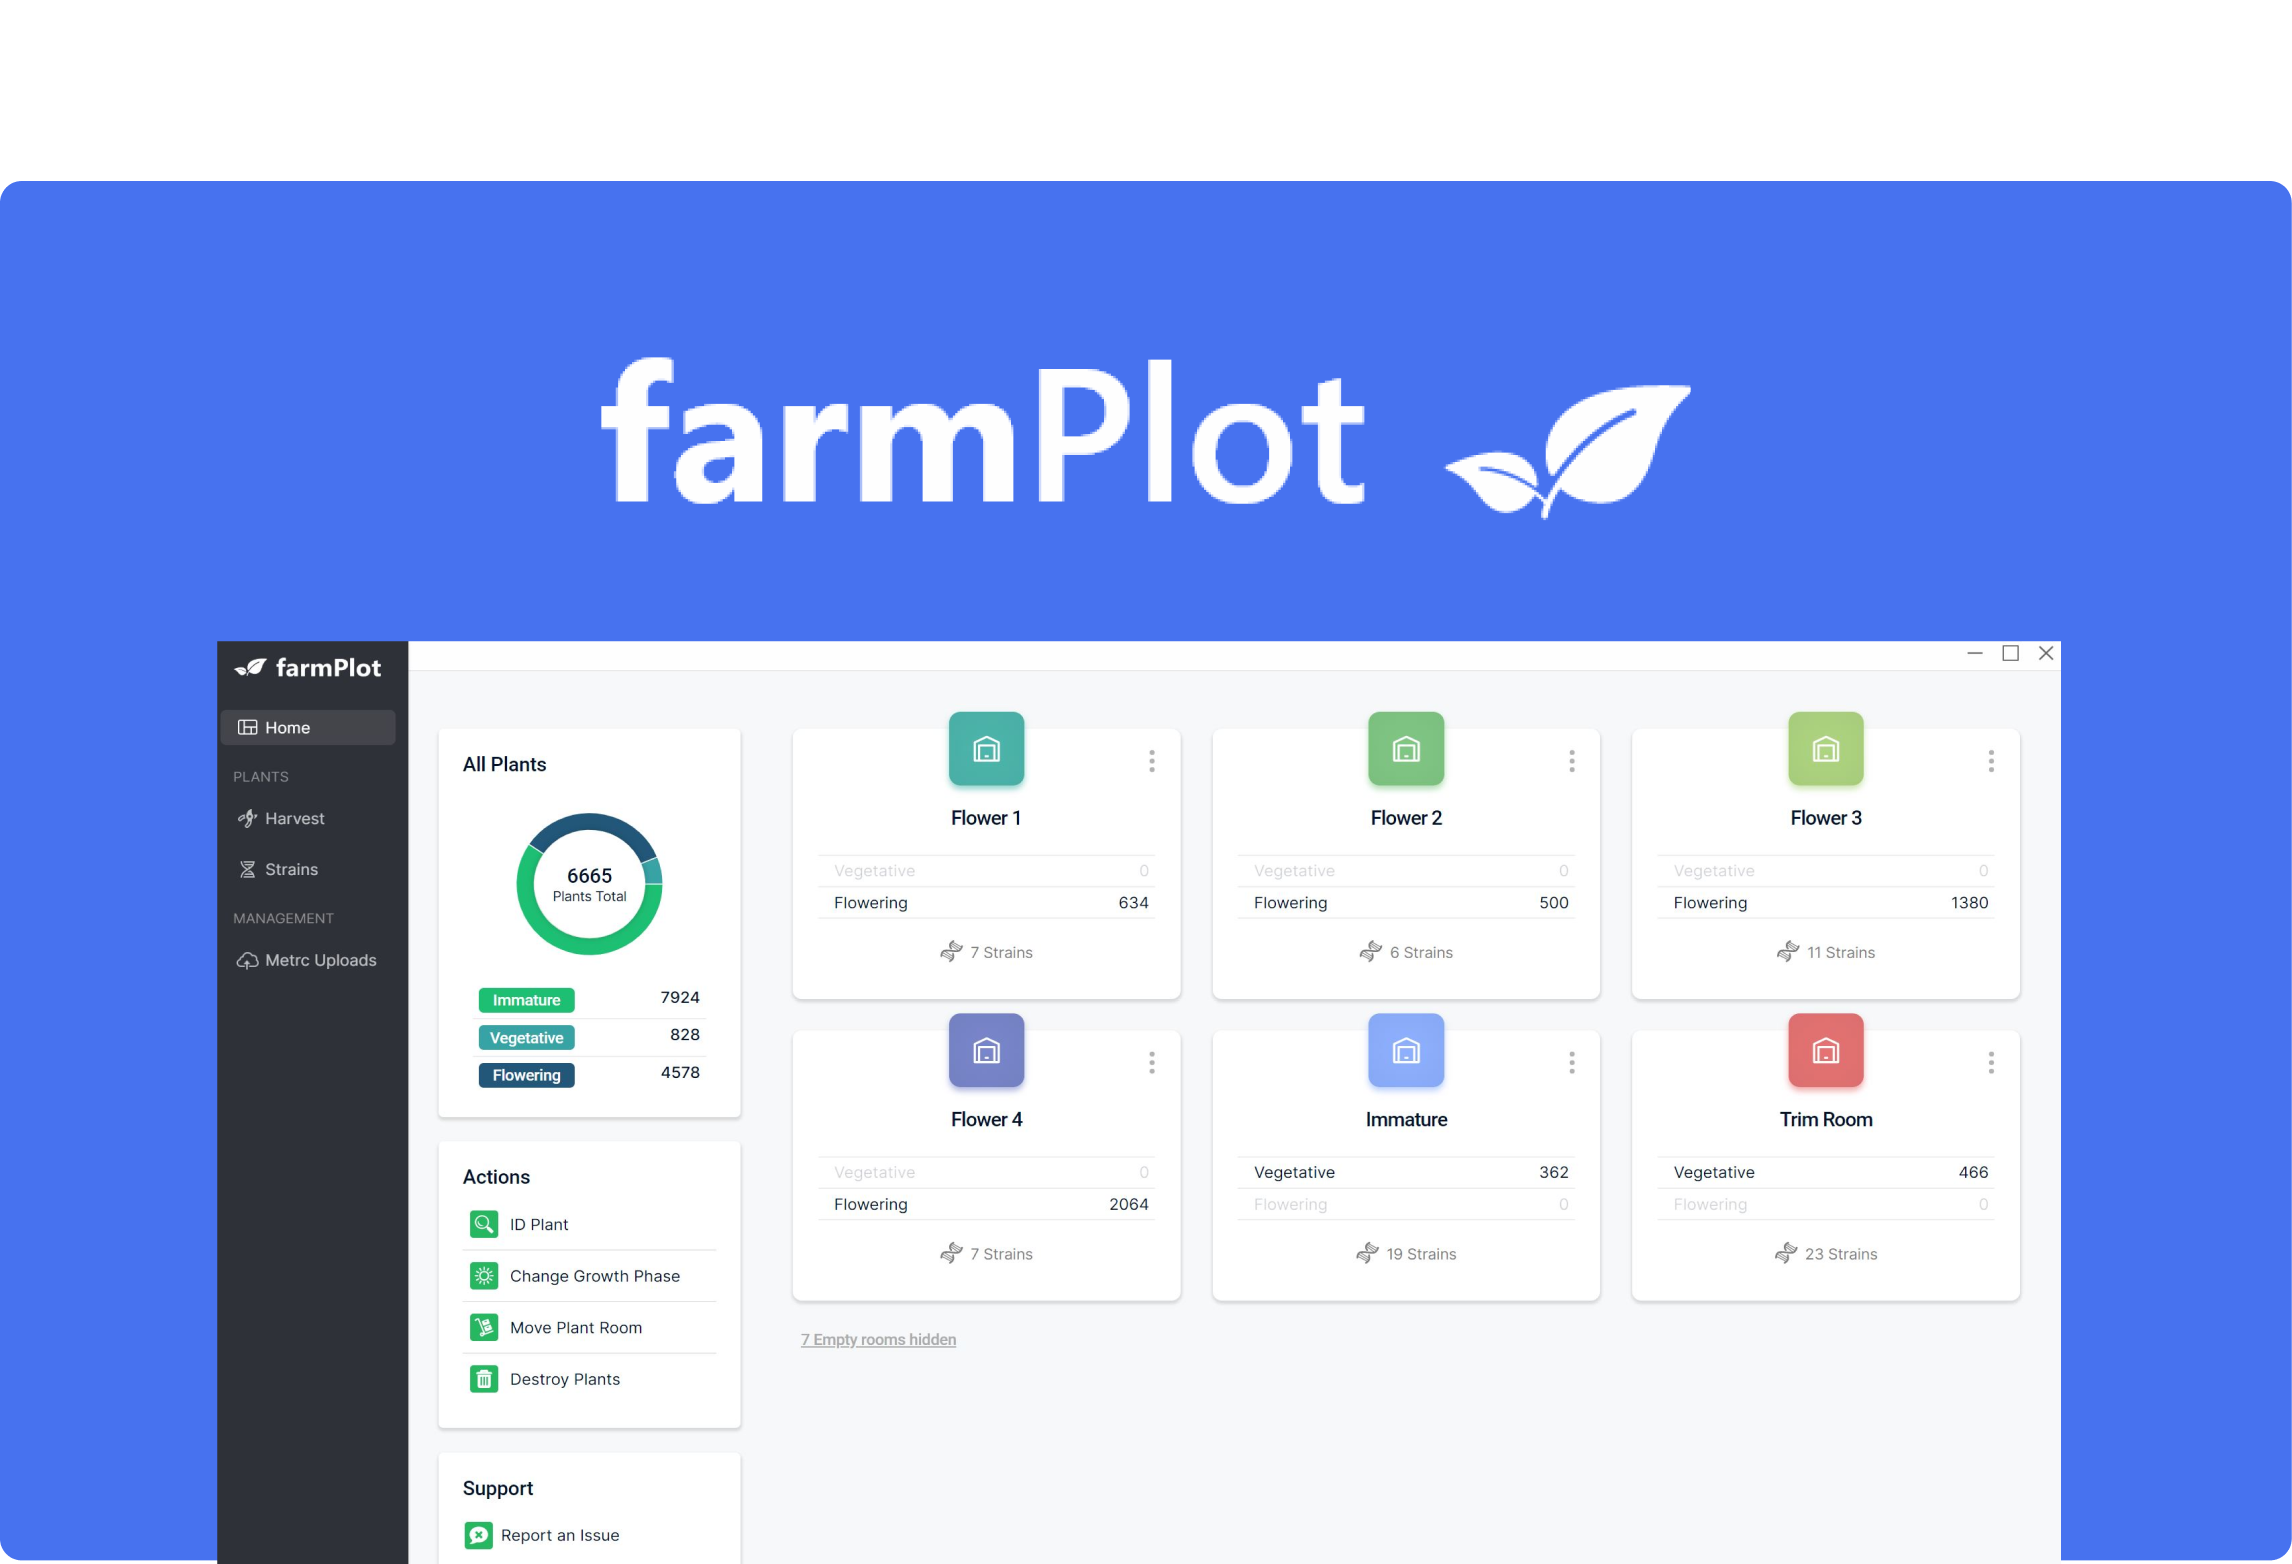 farmPlot
farmPlot
Home
PLANTS
Harvest
Strains
MANAGEMENT
Metrc Uploads
All Plants
6665
Plants Total
Immature 7924
Vegetative 828
Flowering 4578
Actions
ID Plant
Change Growth Phase
Move Plant Room
Destroy Plants
Support
Report an Issue
Flower 1
Vegetative 0
Flowering 634
7 Strains
Flower 2
Vegetative 0
Flowering 500
6 Strains
Flower 3
Vegetative 0
Flowering 1380
11 Strains
Flower 4
Vegetative 0
Flowering 2064
7 Strains
Immature
Vegetative 362
Flowering 0
19 Strains
Trim Room
Vegetative 466
Flowering 0
23 Strains
7 Empty rooms hidden